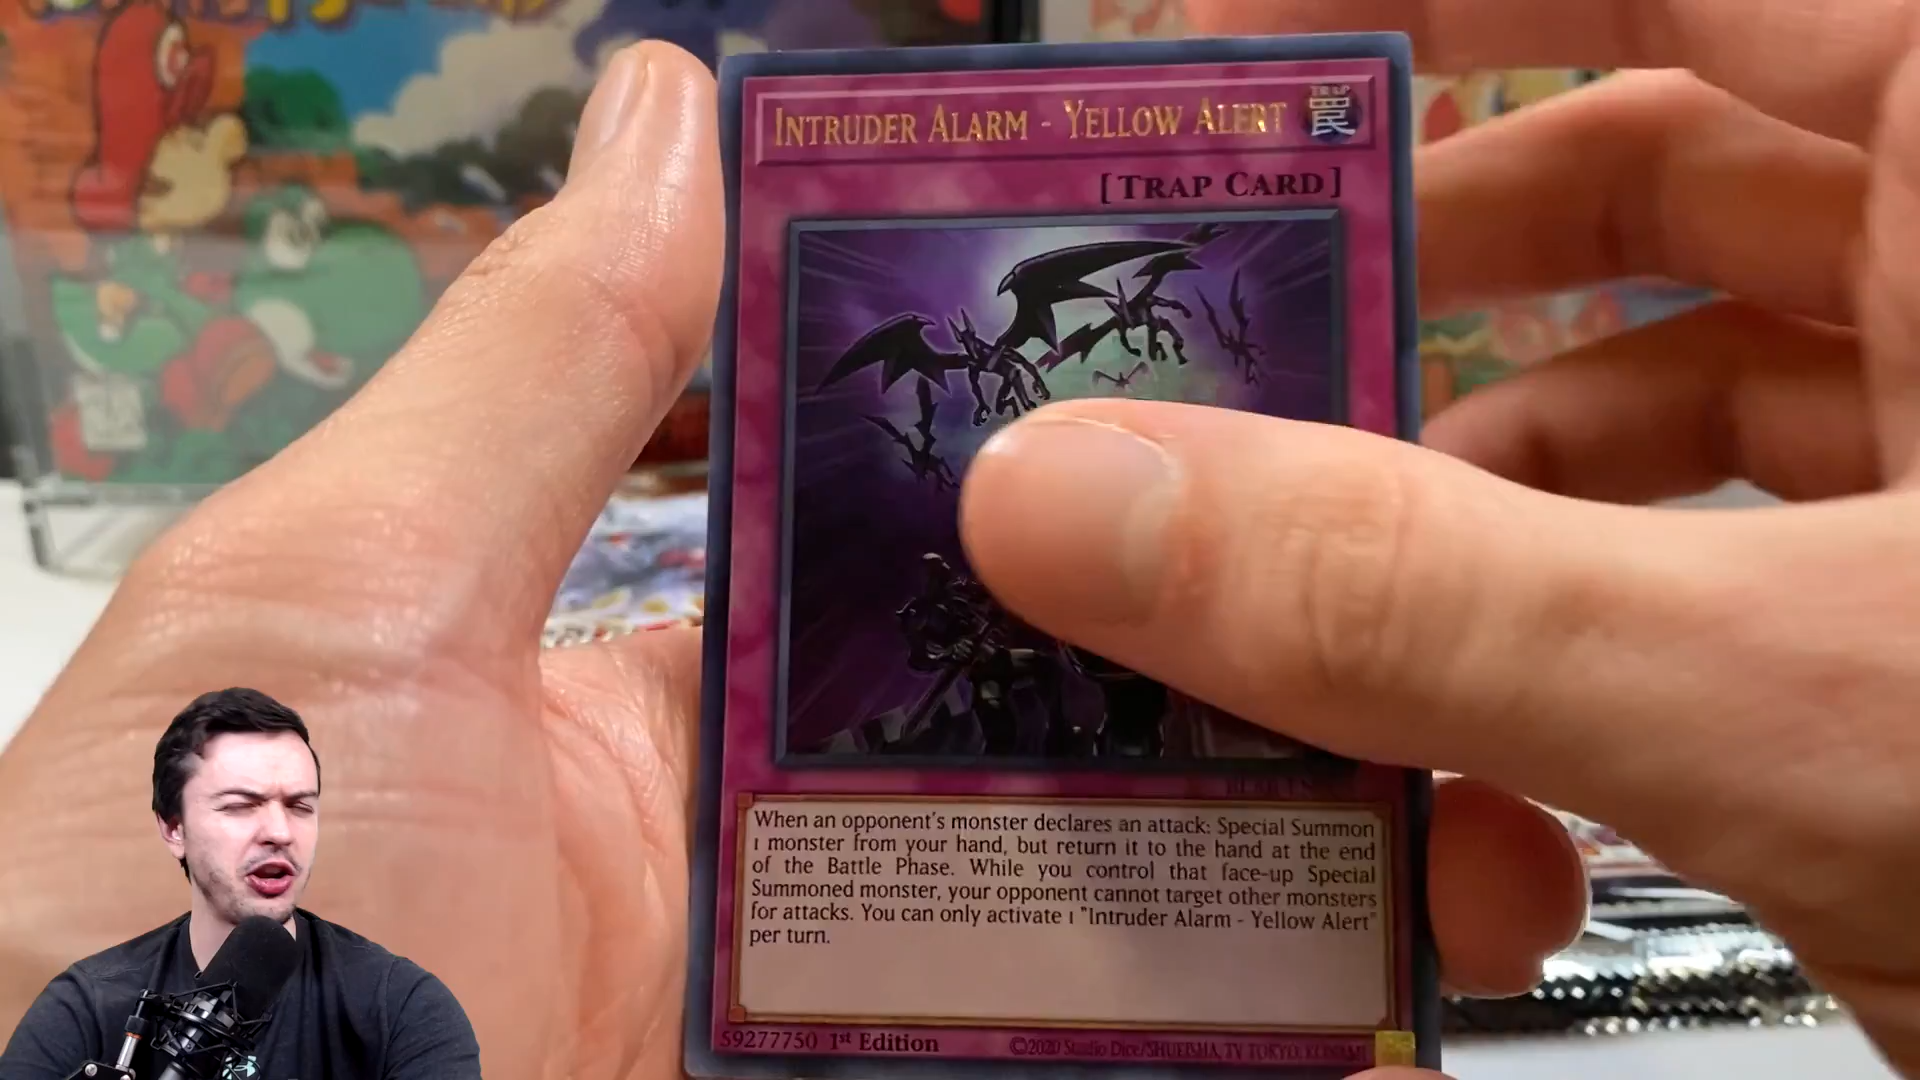 INTRUDER ALARM - YELLOW ALERT
TRAP
罠
[TRAP CARD]
When an opponent's monster declares an attack: Special Summon
1 monster from your hand, but return it to the hand at the end
of the Battle Phase. While you control that face-up Special
Summoned monster, your opponent cannot target other monsters
for attacks. You can only activate 1 "Intruder Alarm - Yellow Alert"
per turn.
59277750 1st Edition
©2020 Studio Dice/SHUEISHA, TV TOKYO, KONAMI